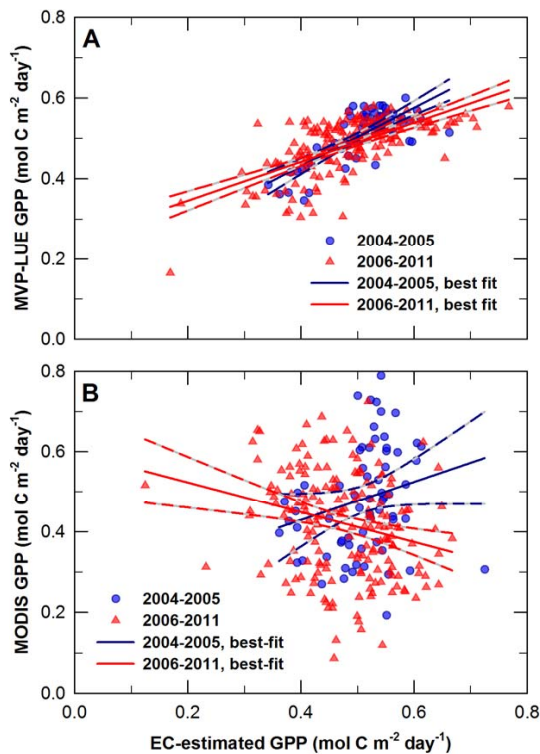 A
0.8
0.6
0.4
0.2
0.0
MVP-LUE GPP (mol C m⁻² day⁻¹)
2004-2005
2006-2011
2004-2005, best fit
2006-2011, best fit
B
0.8
0.6
0.4
0.2
0.0
MODIS GPP (mol C m⁻² day⁻¹)
2004-2005
2006-2011
2004-2005, best-fit
2006-2011, best-fit
0.0 0.2 0.4 0.6 0.8
EC-estimated GPP (mol C m⁻² day⁻¹)